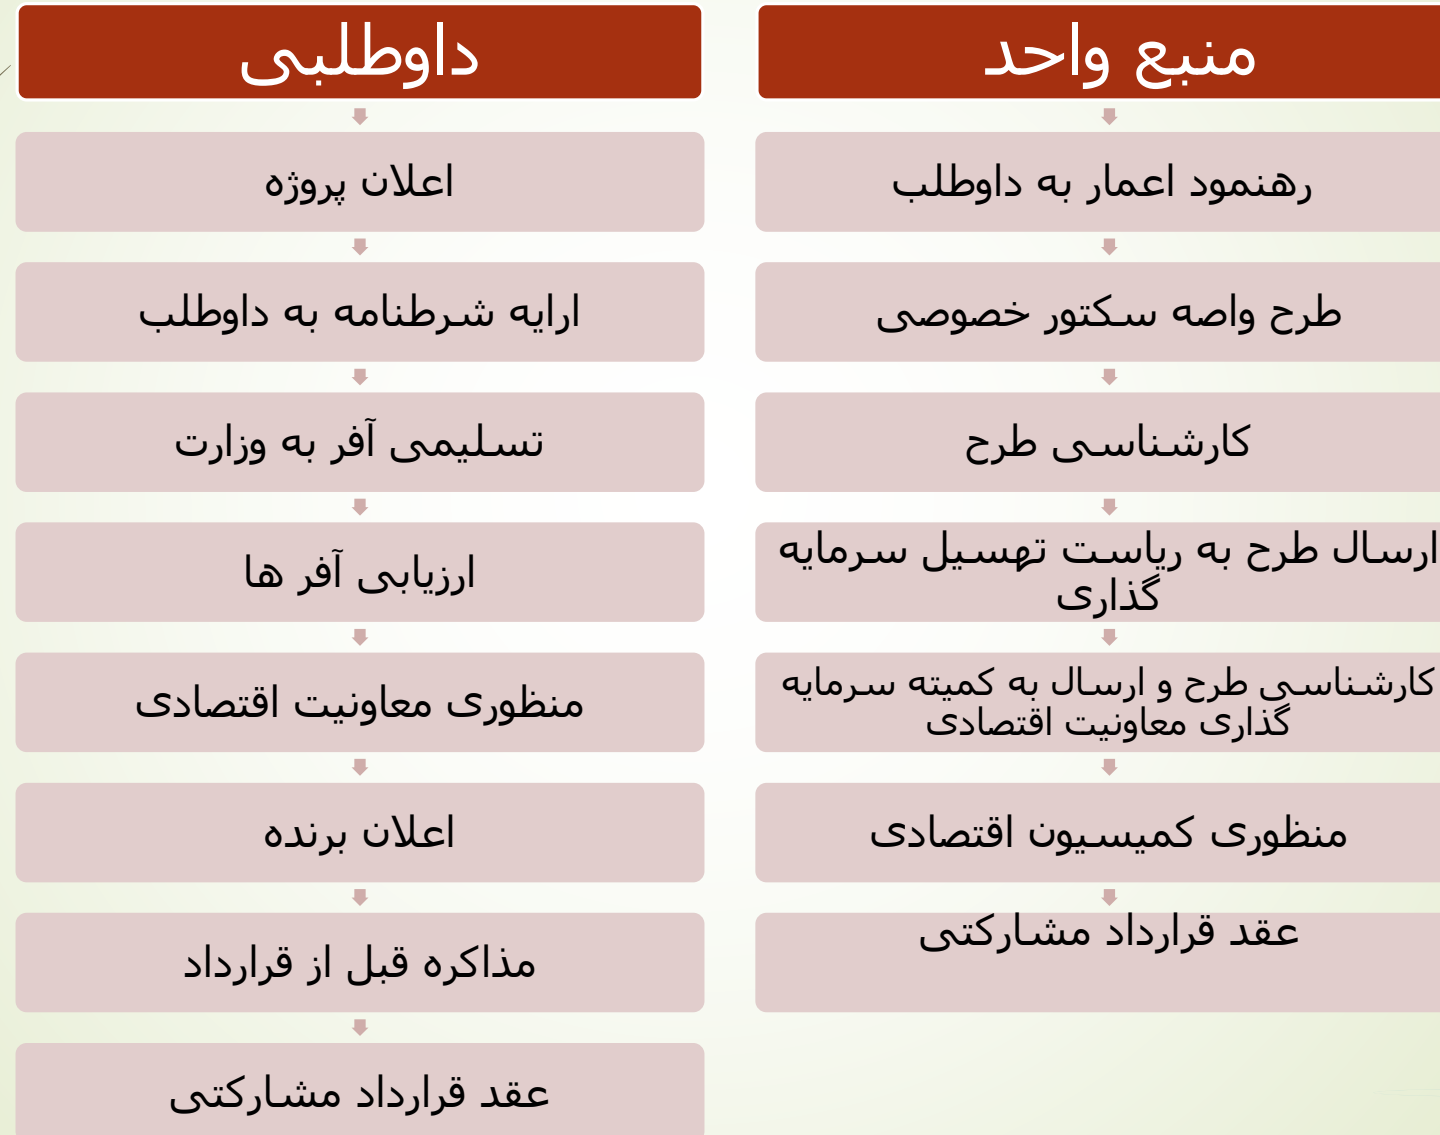 منبع واحد
رهنمود اعمار به داوطلب
طرح واصه سکتور خصوصی
کارشناسی طرح
ارسال طرح به ریاست تهسیل سرمایه
گذاری
کارشناسی طرح و ارسال به کمیته سرمایه
گذاری معاونیت اقتصادی
منظوری کمیسیون اقتصادی
عقد قرارداد مشارکتی
داوطلبی
اعلان پروژه
ارایه شرطنامه به داوطلب
تسلیمی آفر به وزارت
ارزیابی آفر ها
منظوری معاونیت اقتصادی
اعلان برنده
مذاکره قبل از قرارداد
عقد قرارداد مشارکتی